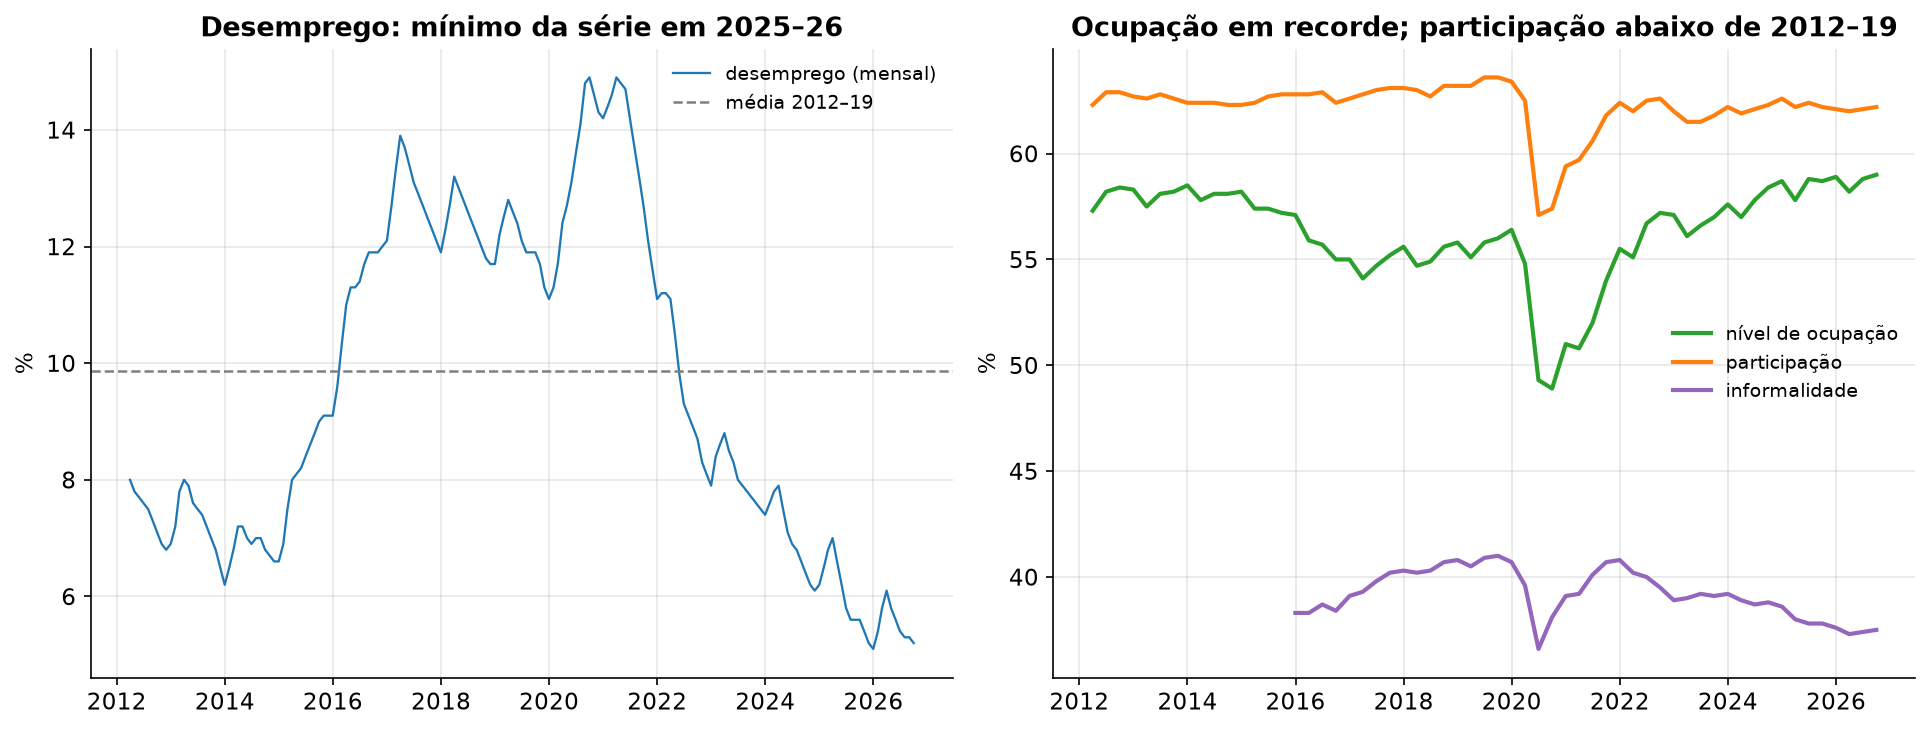 Desemprego: mínimo da série em 2025–26
desemprego (mensal)
média 2012–19
%
14
12
10
8
6
2012 2014 2016 2018 2020 2022 2024 2026
Ocupação em recorde; participação abaixo de 2012–19
%
60
55
50
45
40
nível de ocupação
participação
informalidade
2012 2014 2016 2018 2020 2022 2024 2026